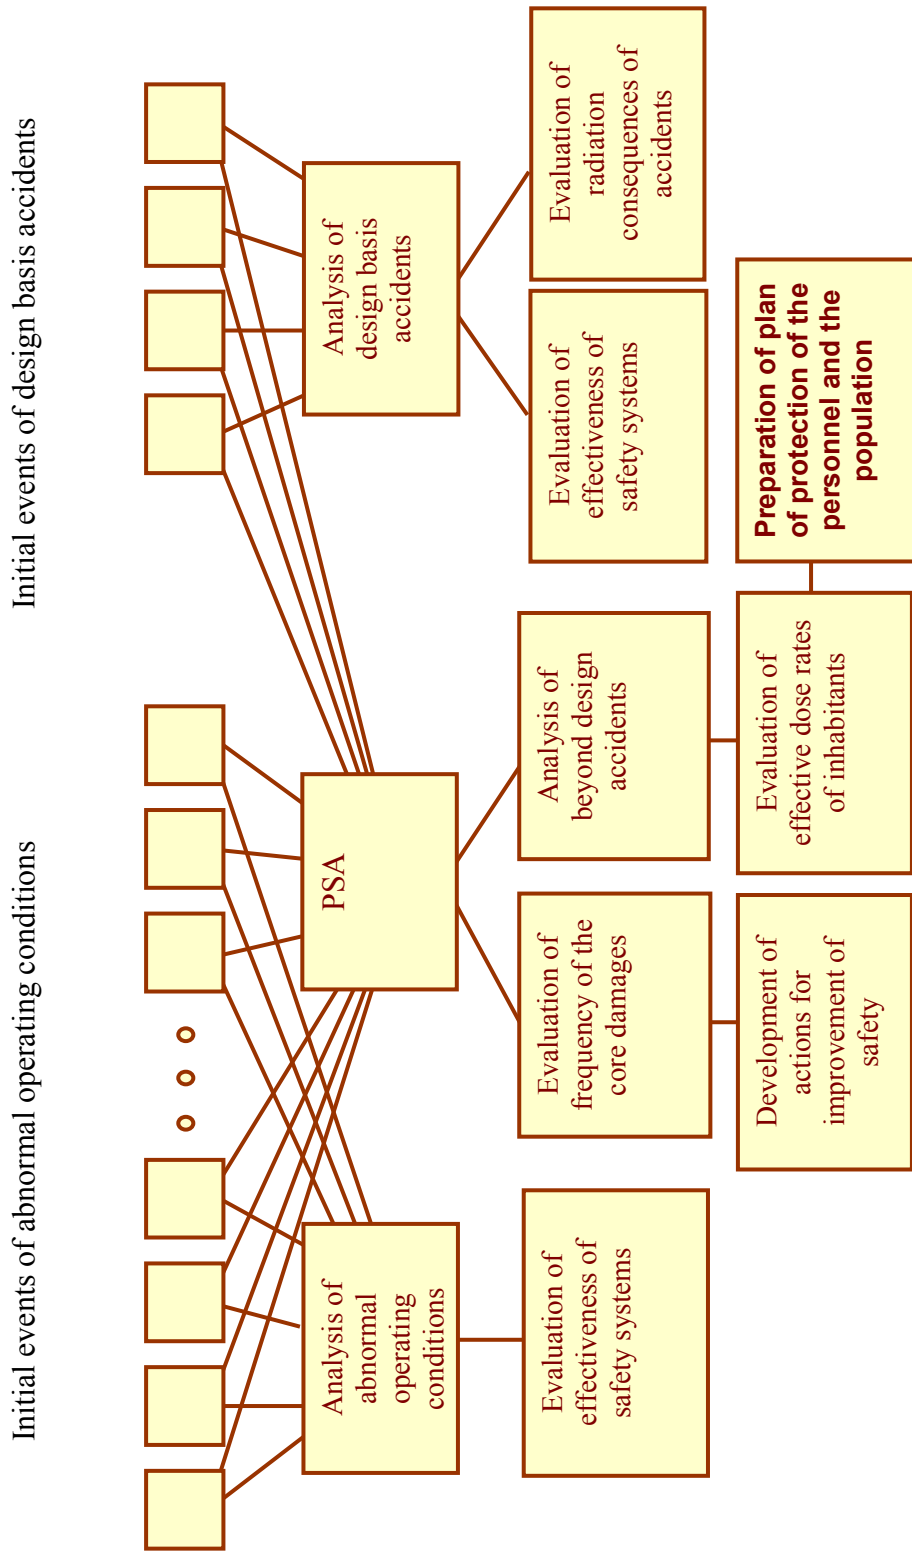 Initial events of abnormal operating conditions
Initial events of design basis accidents
Analysis of
abnormal
operating
conditions
PSA
Analysis of
design basis
accidents
Evaluation of
effectiveness of
safety systems
Evaluation of
frequency of the
core damages
Analysis of
beyond design
accidents
Evaluation of
effectiveness of
safety systems
Evaluation of
radiation
consequences of
accidents
Development of
actions for
improvement of
safety
Evaluation of
effective dose rates
of inhabitants
Preparation of plan
of protection of the
personnel and the
population